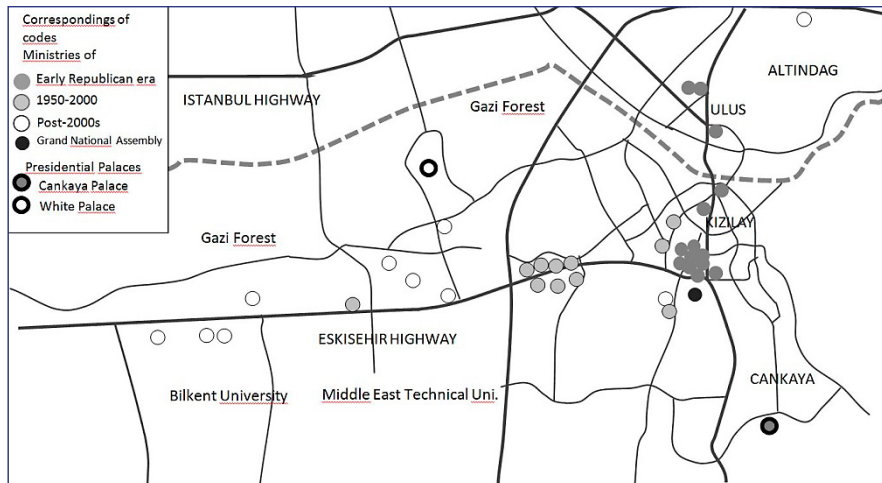 Correspondings of
codes
Ministries of
Early Republican era
1950-2000
Post-2000s
Grand National Assembly
Presidential Palaces
Cankaya Palace
White Palace
ISTANBUL HIGHWAY
Gazi Forest
ALTINDAG
ULUS
KIZILAY
Gazi Forest
ESKISEHIR HIGHWAY
CANKAYA
Bilkent University
Middle East Technical Uni.